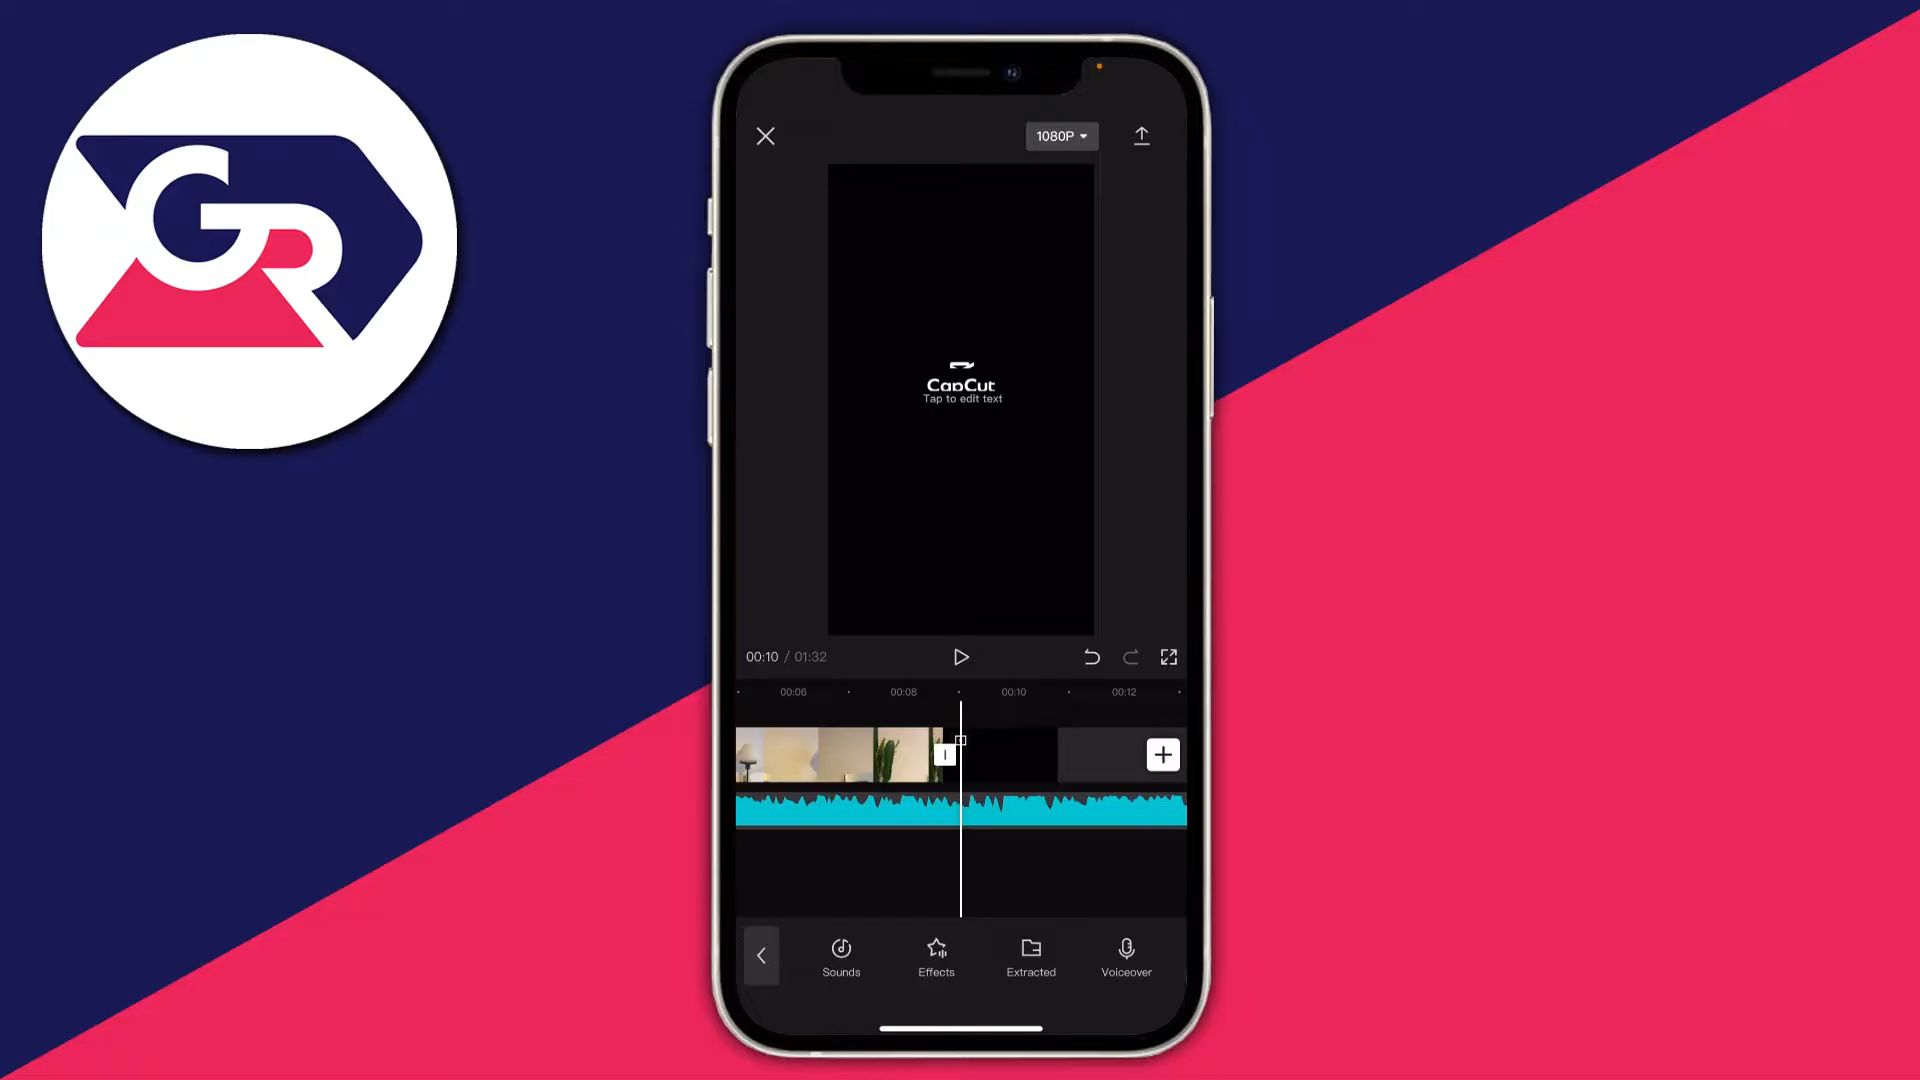 GR
1080P
CapCut
Tap to edit text
00:10 / 01:32
00:06 00:08 00:10 00:12
Sounds Effects Extracted Voiceover